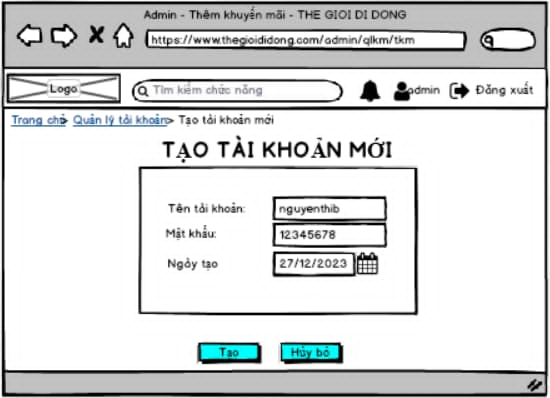 Admin - Thêm khuyến mãi - THE GIOI DI DONG
https://www.thegioididong.com/admin/qlkm/tkm
Logo Tìm kiếm chức năng admin Đăng xuất
Trang chủ> Quản lý tài khoản> Tạo tài khoản mới
TẠO TÀI KHOẢN MỚI
Tên tài khoản: nguyenthib
Mật khẩu: 12345678
Ngày tạo 27/12/2023
Tạo Hủy bỏ